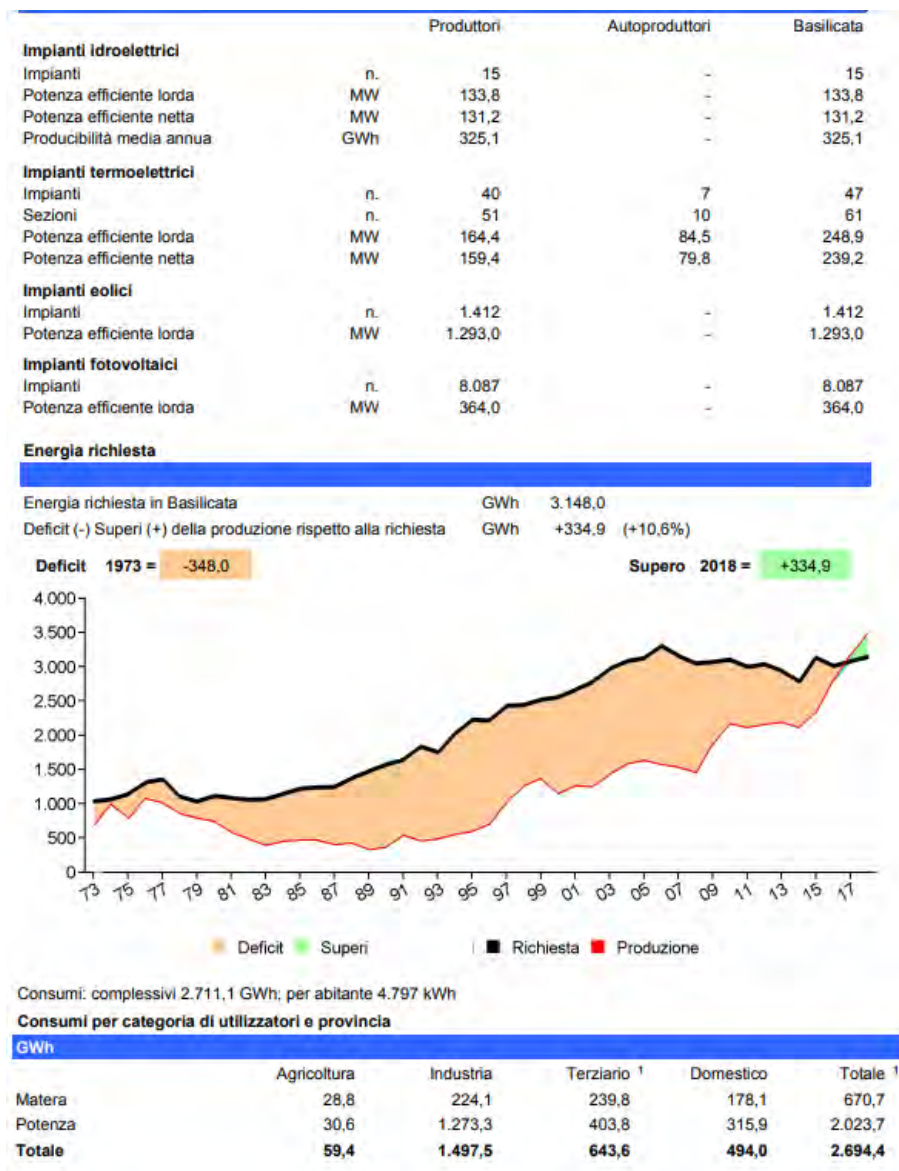 Produttori Autoproduttori Basilicata
Impianti idroelettrici
Impianti n. 15 - 15
Potenza efficiente lorda MW 133,8 - 133,8
Potenza efficiente netta MW 131,2 - 131,2
Producibilità media annua GWh 325,1 - 325,1
Impianti termoelettrici
Impianti n. 40 7 47
Sezioni n. 51 10 61
Potenza efficiente lorda MW 164,4 84,5 248,9
Potenza efficiente netta MW 159,4 79,8 239,2
Impianti eolici
Impianti n. 1.412 - 1.412
Potenza efficiente lorda MW 1.293,0 - 1.293,0
Impianti fotovoltaici
Impianti n. 8.087 - 8.087
Potenza efficiente lorda MW 364,0 - 364,0
Energia richiesta
Energia richiesta in Basilicata GWh 3.148,0
Deficit (-) Superi (+) della produzione rispetto alla richiesta GWh +334,9 (+10,6%)
Deficit 1973 = -348,0 Supero 2018 = +334,9
4.000
3.500
3.000
2.500
2.000
1.500
1.000
500
0
73 75 77 79 81 83 85 87 89 91 93 95 97 99 01 03 05 07 09 11 13 15 17
Deficit Superi Richiesta Produzione
Consumi: complessivi 2.711,1 GWh; per abitante 4.797 kWh
Consumi per categoria di utilizzatori e provincia
GWh
Agricoltura Industria Terziario 1 Domestico Totale 1
Matera 28,8 224,1 239,8 178,1 670,7
Potenza 30,6 1.273,3 403,8 315,9 2.023,7
Totale 59,4 1.497,5 643,6 494,0 2.694,4